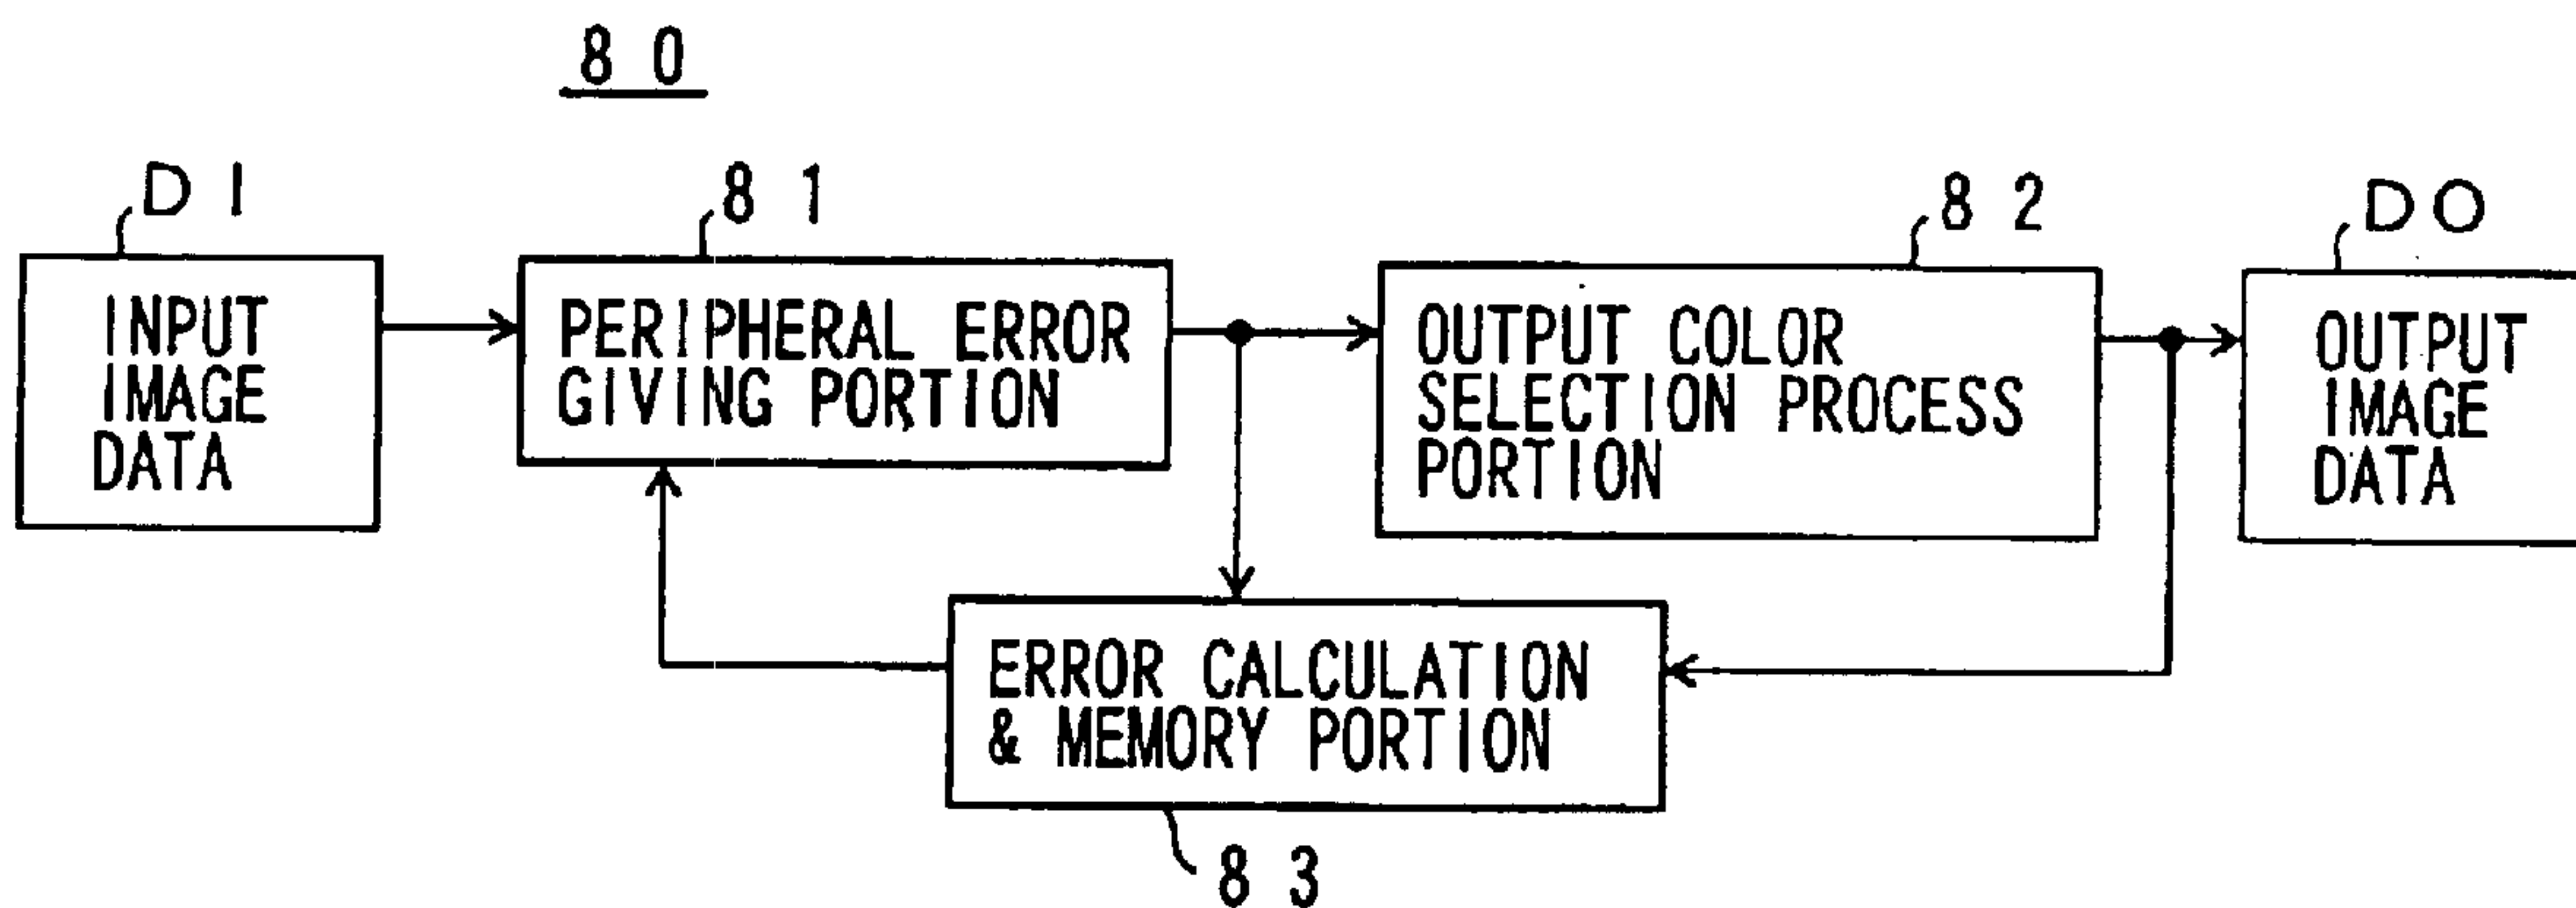 80
DI
81
82
DO
INPUT
IMAGE
DATA
PERIPHERAL ERROR
GIVING PORTION
OUTPUT COLOR
SELECTION PROCESS
PORTION
OUTPUT
IMAGE
DATA
ERROR CALCULATION
& MEMORY PORTION
83